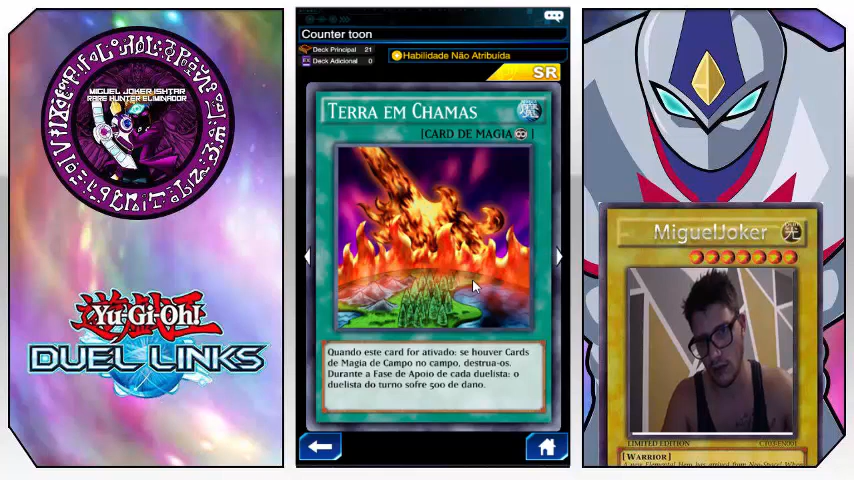 MIGUEL JOKER ISHTAR
RARE HUNTER ELIMINADOR
Yu-Gi-Oh!
DUEL LINKS
Counter toon
Deck Principal 21
Deck Adicional 0
Habilidade Não Atribuída
SR
TERRA EM CHAMAS
[CARD DE MAGIA ]
Quando este card for ativado: se houver Cards
de Magia de Campo no campo, destrua-os.
Durante a Fase de Apoio de cada duelista: o
duelista do turno sofre 500 de dano.
MiguelJoker
光
LIMITED EDITION
[WARRIOR]